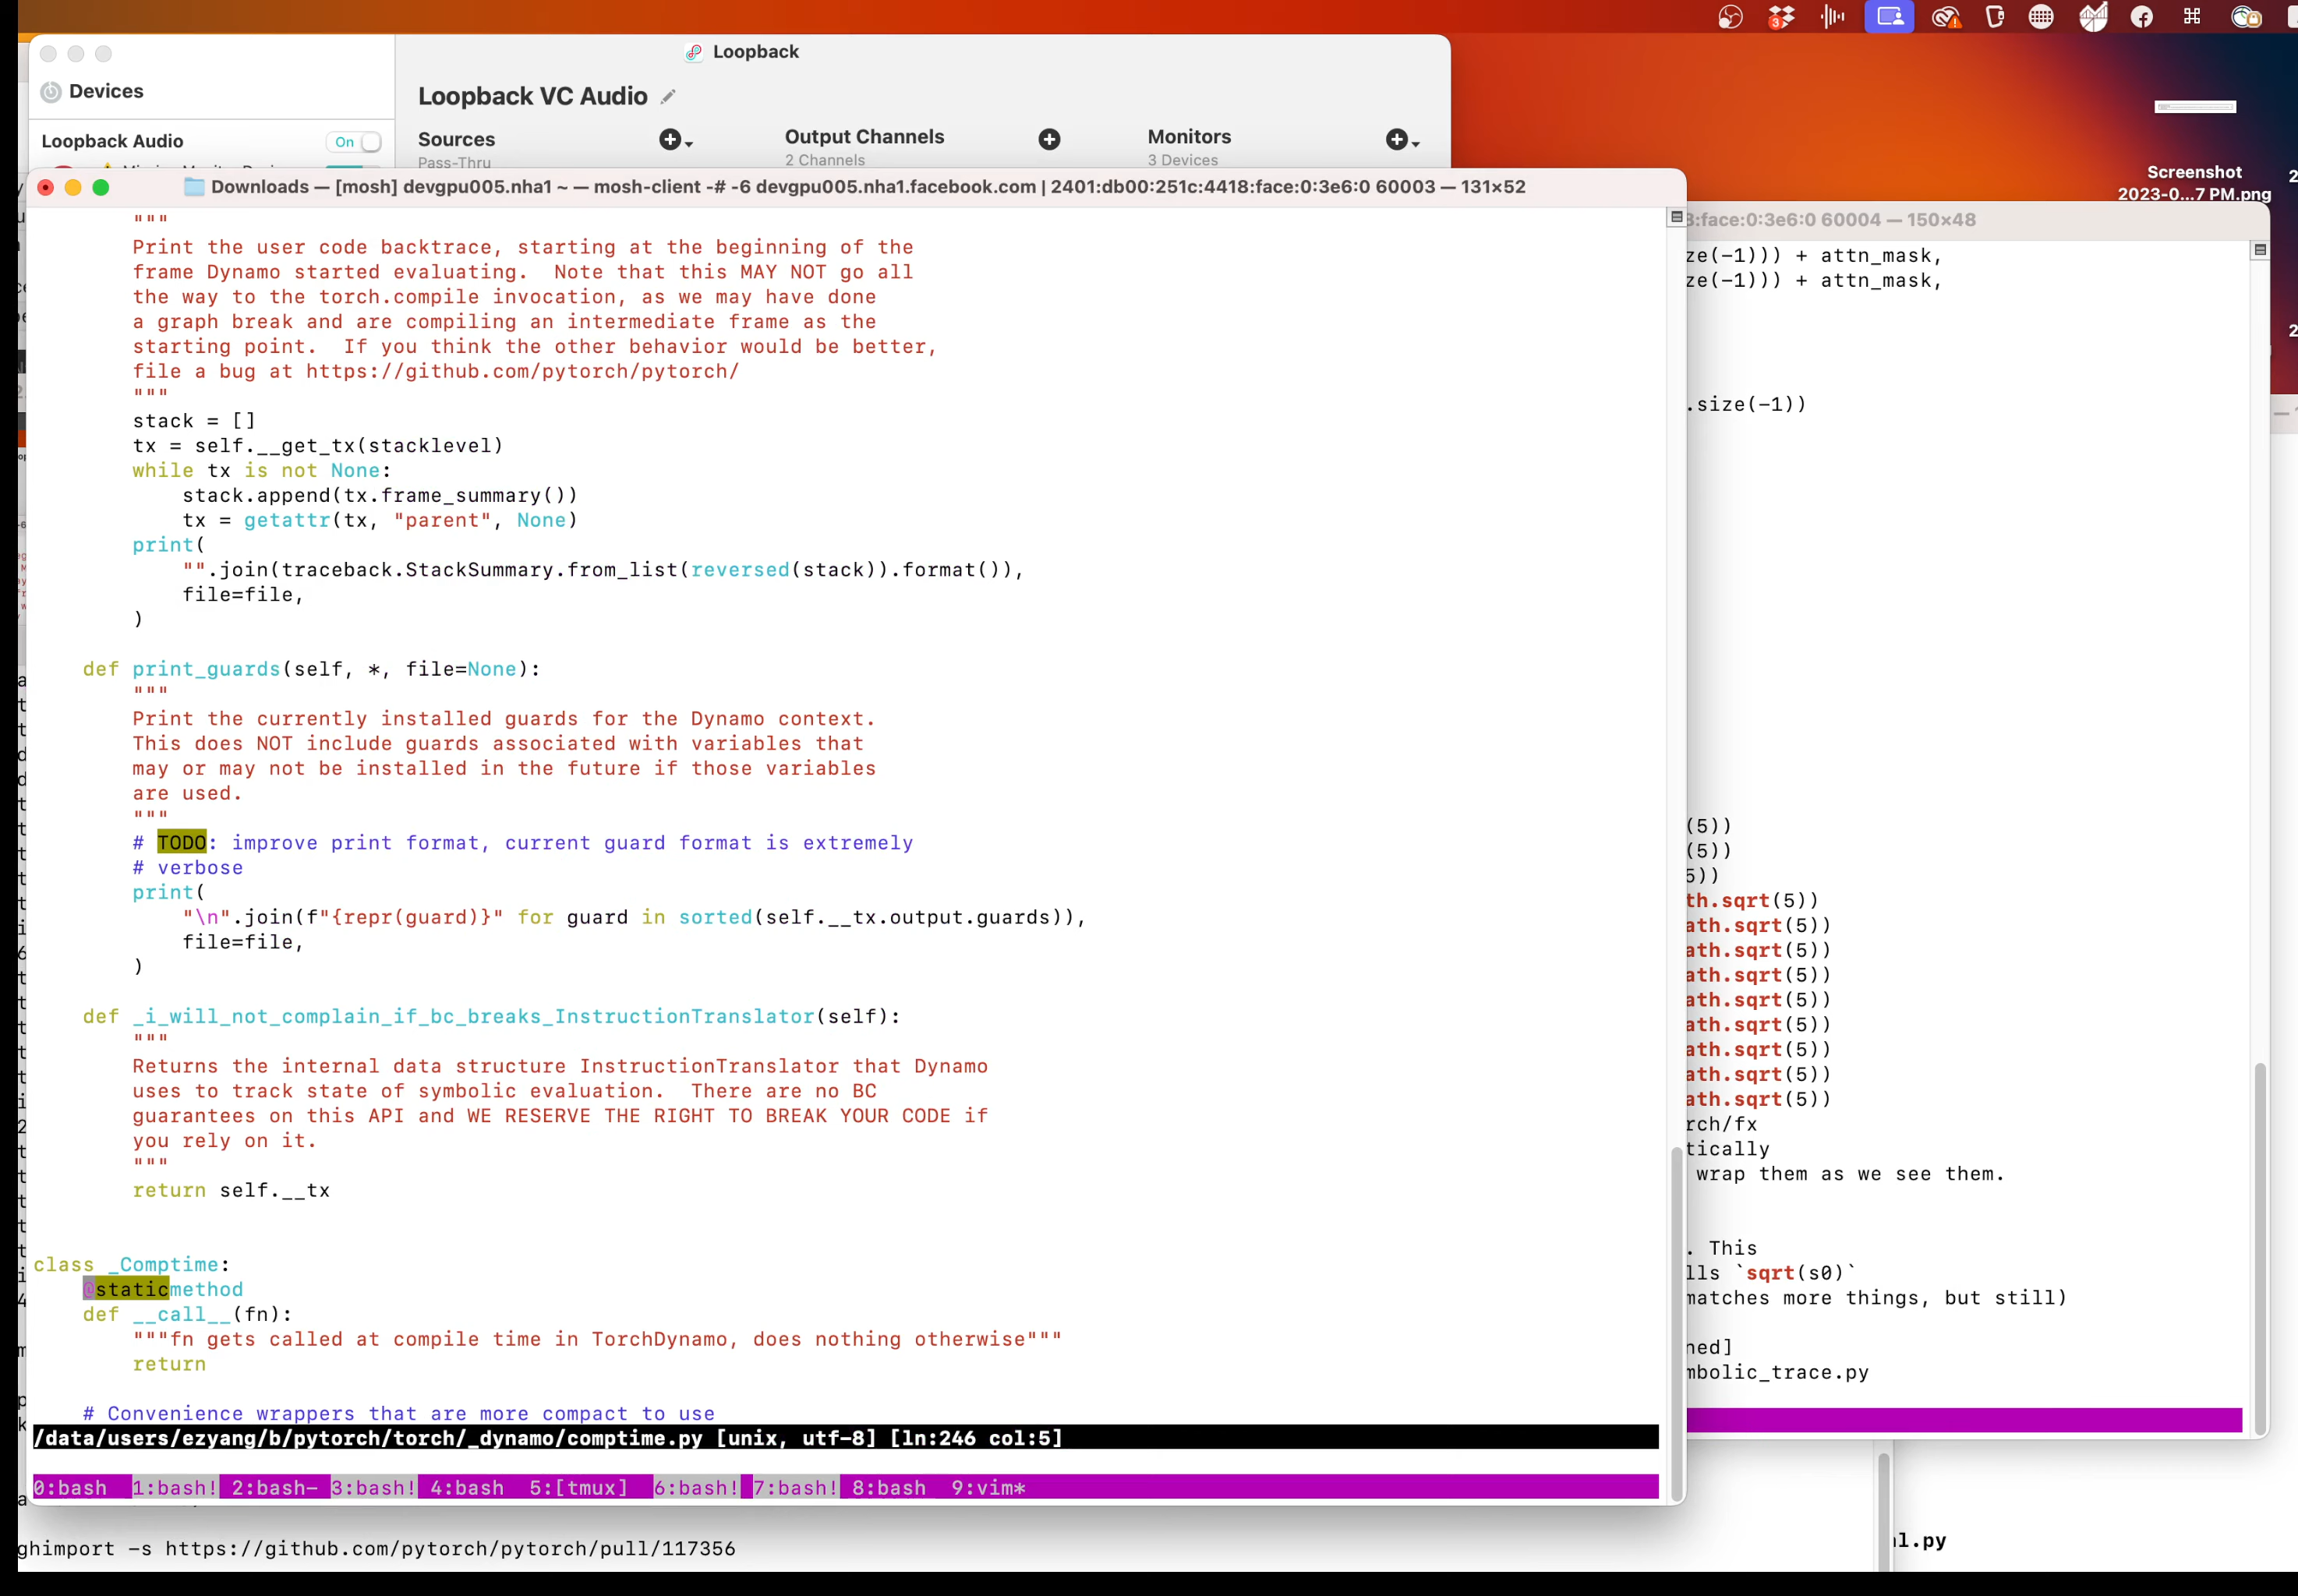 Loopback
Devices
Loopback VC Audio
Loopback Audio
On
Sources
Pass-Thru
Output Channels
2 Channels
Monitors
3 Devices
3
Screenshot
2023-0...7 PM.png
Downloads — [mosh] devgpu005.nha1 ~ — mosh-client -# -6 devgpu005.nha1.facebook.com | 2401:db00:251c:4418:face:0:3e6:0 60003 — 131×52
"""
Print the user code backtrace, starting at the beginning of the
frame Dynamo started evaluating.  Note that this MAY NOT go all
the way to the torch.compile invocation, as we may have done
a graph break and are compiling an intermediate frame as the
starting point.  If you think the other behavior would be better,
file a bug at https://github.com/pytorch/pytorch/
"""
stack = []
tx = self.__get_tx(stacklevel)
while tx is not None:
stack.append(tx.frame_summary())
tx = getattr(tx, "parent", None)
print(
"".join(traceback.StackSummary.from_list(reversed(stack)).format()),
file=file,
)
def print_guards(self, *, file=None):
"""
Print the currently installed guards for the Dynamo context.
This does NOT include guards associated with variables that
may or may not be installed in the future if those variables
are used.
"""
# TODO: improve print format, current guard format is extremely
# verbose
print(
"\n".join(f"{repr(guard)}" for guard in sorted(self.__tx.output.guards)),
file=file,
)
def _i_will_not_complain_if_bc_breaks_InstructionTranslator(self):
"""
Returns the internal data structure InstructionTranslator that Dynamo
uses to track state of symbolic evaluation.  There are no BC
guarantees on this API and WE RESERVE THE RIGHT TO BREAK YOUR CODE if
you rely on it.
"""
return self.__tx
class _Comptime:
@staticmethod
def __call__(fn):
"""fn gets called at compile time in TorchDynamo, does nothing otherwise"""
return
# Convenience wrappers that are more compact to use
/data/users/ezyang/b/pytorch/torch/_dynamo/comptime.py [unix, utf-8] [ln:246 col:5]
0:bash  1:bash! 2:bash- 3:bash! 4:bash  5:[tmux]  6:bash! 7:bash! 8:bash  9:vim*
ghimport -s https://github.com/pytorch/pytorch/pull/117356
:face:0:3e6:0 60004 — 150×48
ze(-1))) + attn_mask,
ze(-1))) + attn_mask,
.size(-1))
(5))
(5))
5))
th.sqrt(5))
ath.sqrt(5))
ath.sqrt(5))
ath.sqrt(5))
ath.sqrt(5))
ath.sqrt(5))
ath.sqrt(5))
ath.sqrt(5))
ath.sqrt(5))
rch/fx
tically
wrap them as we see them.
. This
lls `sqrt(s0)`
matches more things, but still)
ned]
mbolic_trace.py
l.py